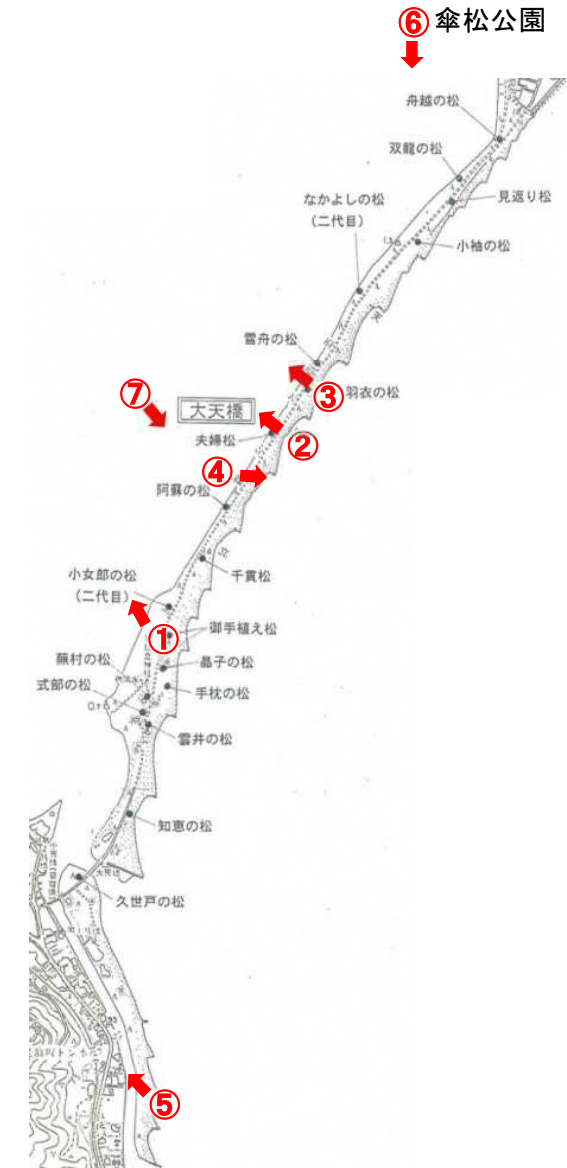 ⑥ 傘松公園
舟越の松
双龍の松
見返り松
なかよしの松
（二代目）
小袖の松
天
雪舟の松
③
羽衣の松
⑦
大天橋
夫婦松
②
④
阿蘇の松
千貫松
小女郎の松
（二代目）
①
御手植え松
蕪村の松
晶子の松
式部の松
手枕の松
雲井の松
知恵の松
大天橋
久世戸の松
⑤